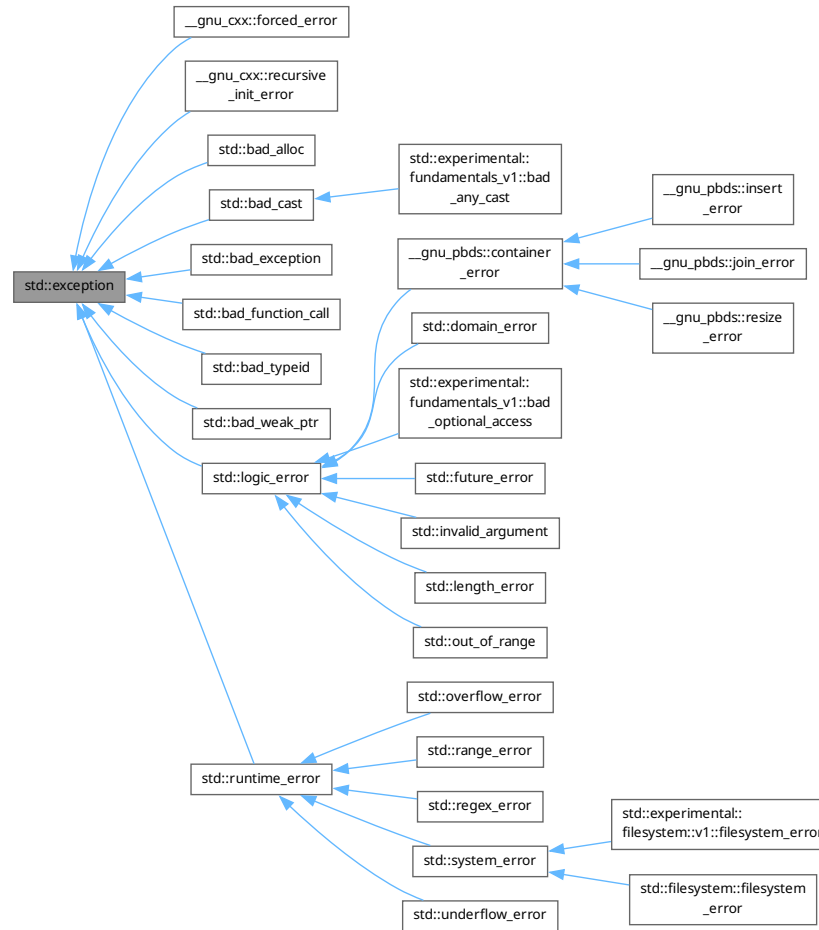 __gnu_cxx::forced_error
__gnu_cxx::recursive
_init_error
std::bad_alloc
std::experimental::
fundamentals_v1::bad
_any_cast
std::bad_cast
__gnu_pbds::insert
_error
std::bad_exception
__gnu_pbds::container
_error
__gnu_pbds::join_error
std::exception
std::bad_function_call
std::domain_error
__gnu_pbds::resize
_error
std::bad_typeid
std::experimental::
fundamentals_v1::bad
_optional_access
std::bad_weak_ptr
std::logic_error
std::future_error
std::invalid_argument
std::length_error
std::out_of_range
std::overflow_error
std::range_error
std::runtime_error
std::regex_error
std::experimental::
filesystem::v1::filesystem_error
std::system_error
std::filesystem::filesystem
_error
std::underflow_error